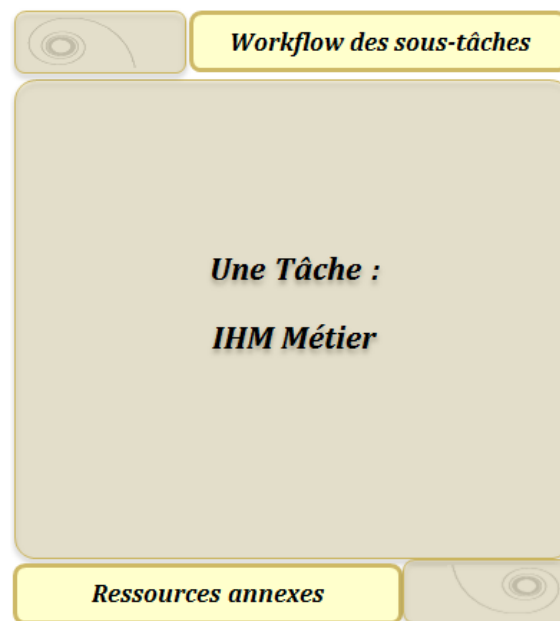 Workflow des sous-tâches
Une Tâche :
IHM Métier
Ressources annexes